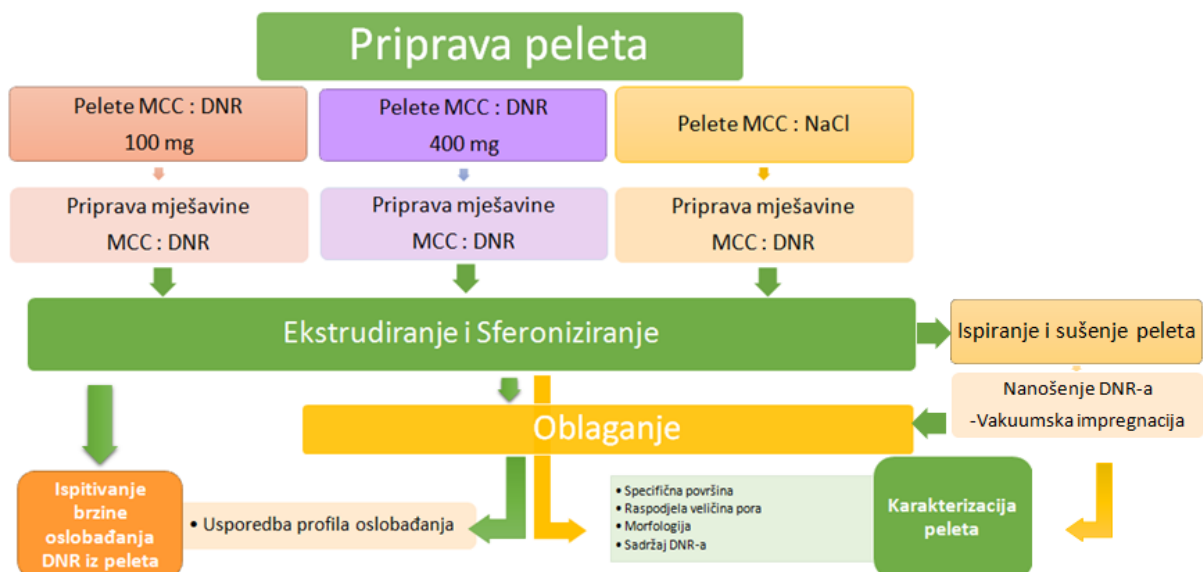 Priprava peleta
Pelete MCC : DNR
100 mg
Pelete MCC : DNR
400 mg
Pelete MCC : NaCl
Priprava mješavine
MCC : DNR
Priprava mješavine
MCC : DNR
Priprava mješavine
MCC : DNR
Ekstrudiranje i Sferoniziranje
Ispiranje i sušenje peleta
Nanošenje DNR-a
-Vakuumska impregnacija
Oblaganje
Ispitivanje
brzine
oslobađanja
DNR iz peleta
• Usporedba profila oslobađanja
• Specifična površina
• Raspodjela veličina pora
• Morfologija
• Sadržaj DNR-a
Karakterizacija
peleta